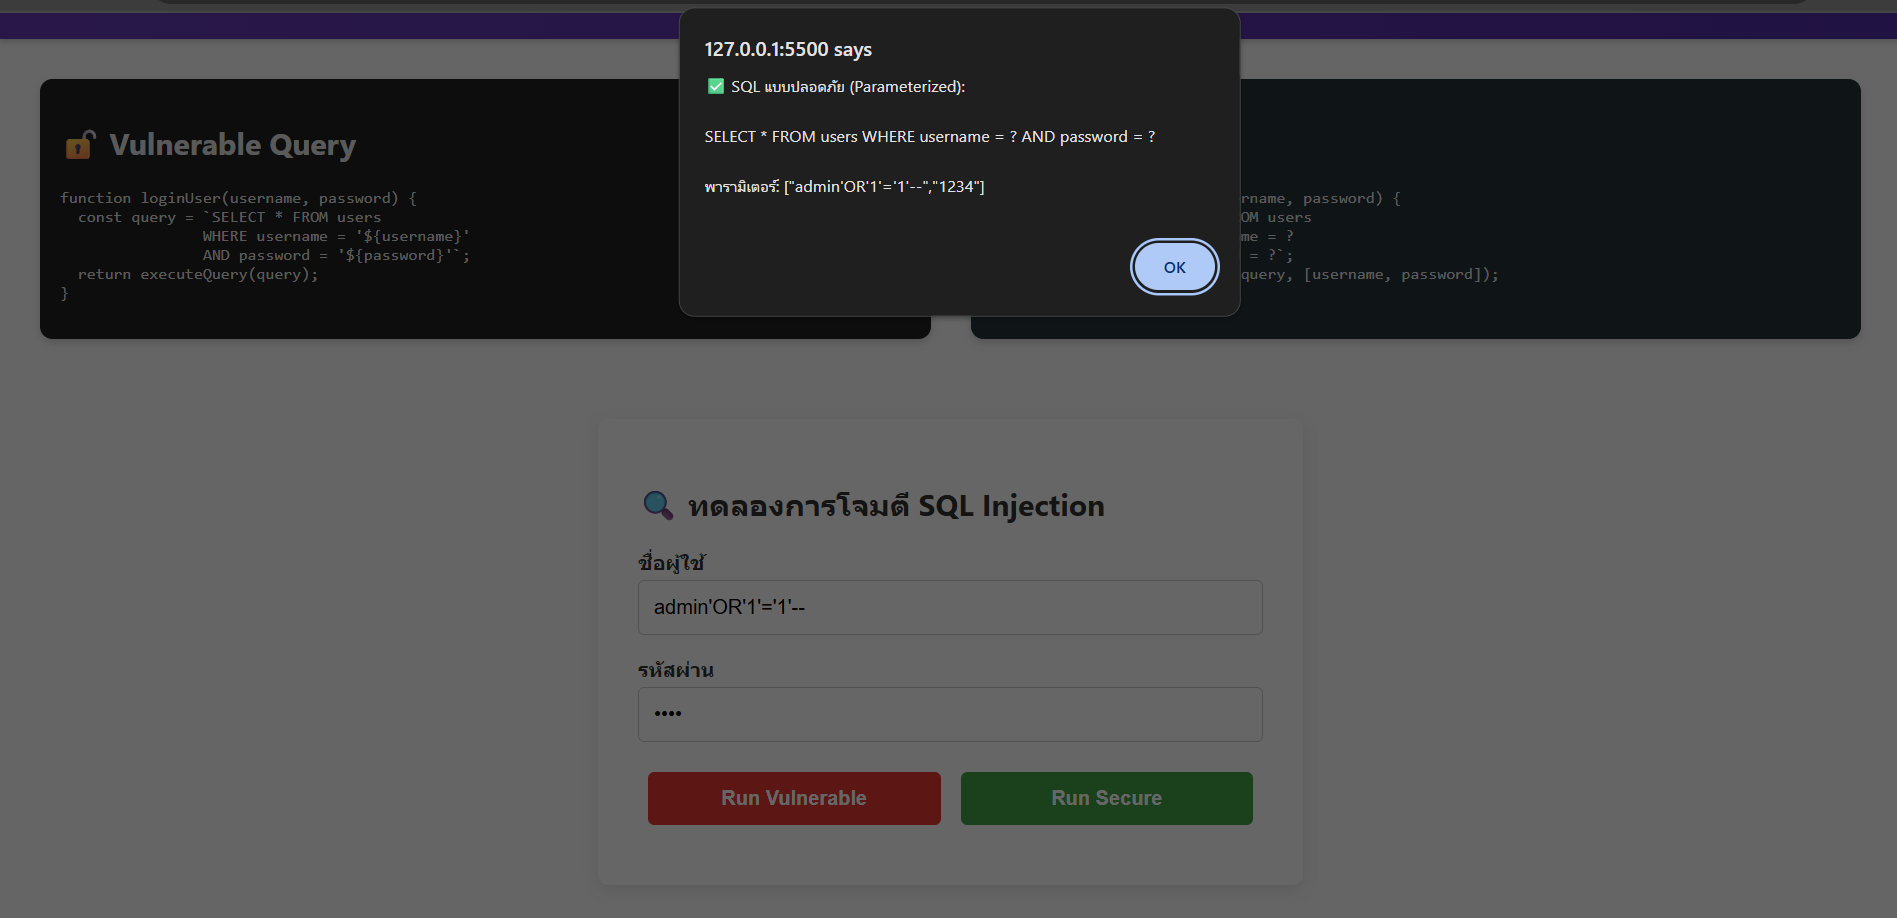 127.0.0.1:5500 says
✅ SQL แบบปลอดภัย (Parameterized):
SELECT * FROM users WHERE username = ? AND password = ?
พารามิเตอร์: ["admin'OR'1'='1'--","1234"]
OK
🔓 Vulnerable Query
function loginUser(username, password) {
const query = `SELECT * FROM users
WHERE username = '${username}'
AND password = '${password}'`;
return executeQuery(query);
}
rname, password) {
OM users
me = ?
= ?`;
query, [username, password]);
🔍 ทดลองการโจมตี SQL Injection
ชื่อผู้ใช้
admin'OR'1'='1'--
รหัสผ่าน
••••
Run Vulnerable
Run Secure